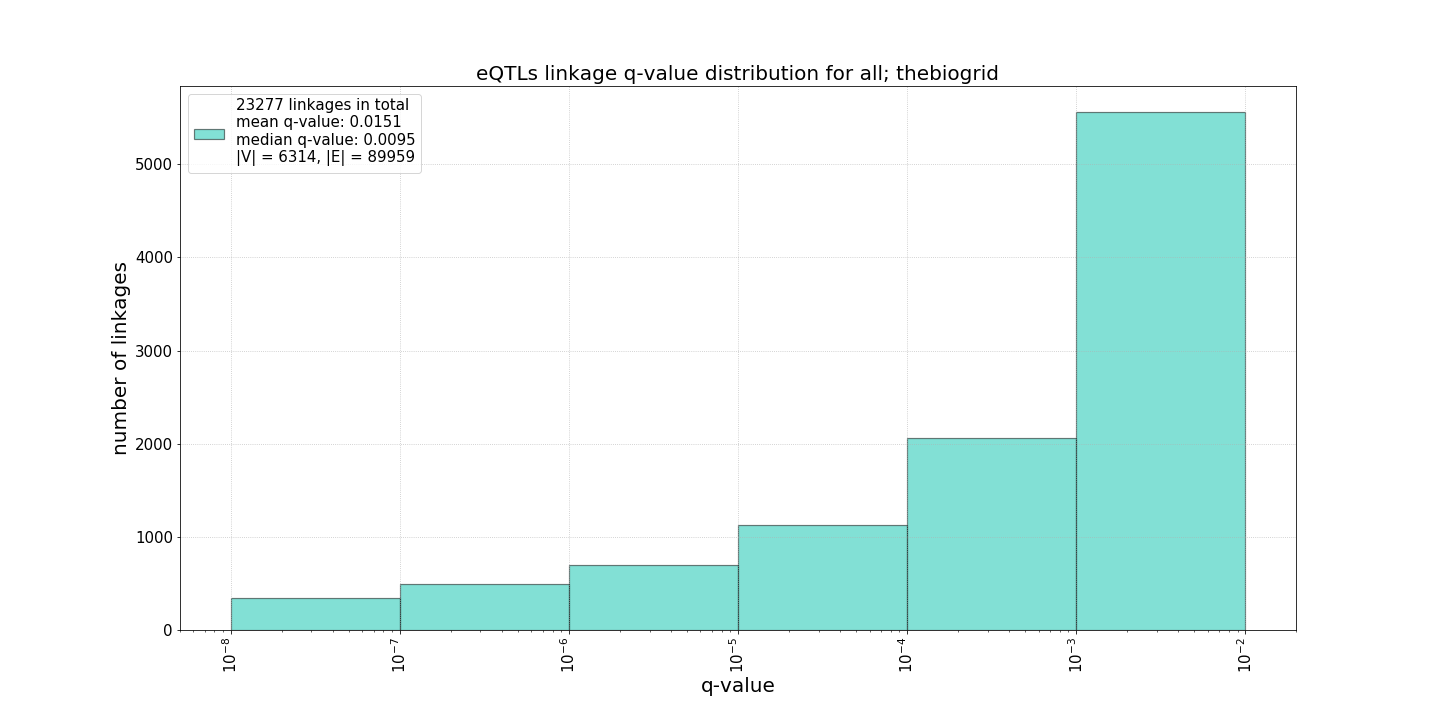 eQTLs linkage q-value distribution for all; thebiogrid
23277 linkages in total
mean q-value: 0.0151
median q-value: 0.0095
|V| = 6314, |E| = 89959
number of linkages
5000
4000
3000
2000
1000
0
10⁻⁸
10⁻⁷
10⁻⁶
10⁻⁵
10⁻⁴
10⁻³
10⁻²
q-value